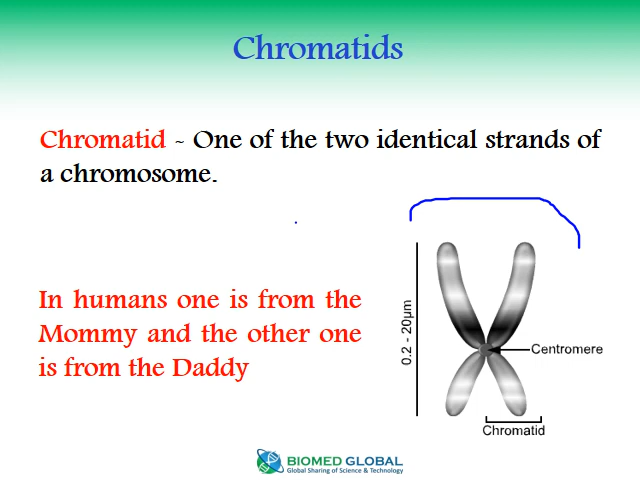 Chromatids
Chromatid - One of the two identical strands of
a chromosome.
In humans one is from the
Mommy and the other one
is from the Daddy
0.2 - 20µm
Centromere
Chromatid
BIOMED GLOBAL
Global Sharing of Science & Technology